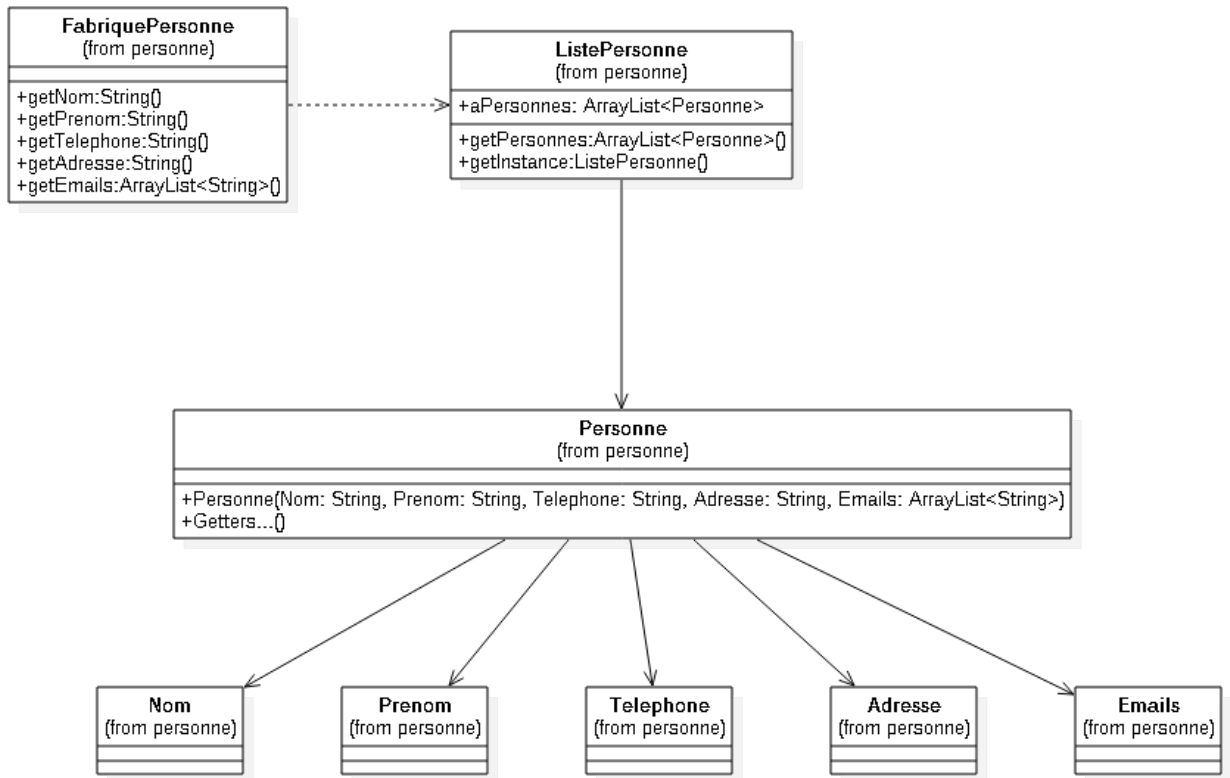 FabriquePersonne
(from personne)
+getNom:String()
+getPrenom:String()
+getTelephone:String()
+getAdresse:String()
+getEmails:ArrayList<String>()
ListePersonne
(from personne)
+aPersonnes: ArrayList<Personne>
+getPersonnes:ArrayList<Personne>()
+getInstance:ListePersonne()
Personne
(from personne)
+Personne(Nom: String, Prenom: String, Telephone: String, Adresse: String, Emails: ArrayList<String>)
+Getters...()
Nom
(from personne)
Prenom
(from personne)
Telephone
(from personne)
Adresse
(from personne)
Emails
(from personne)